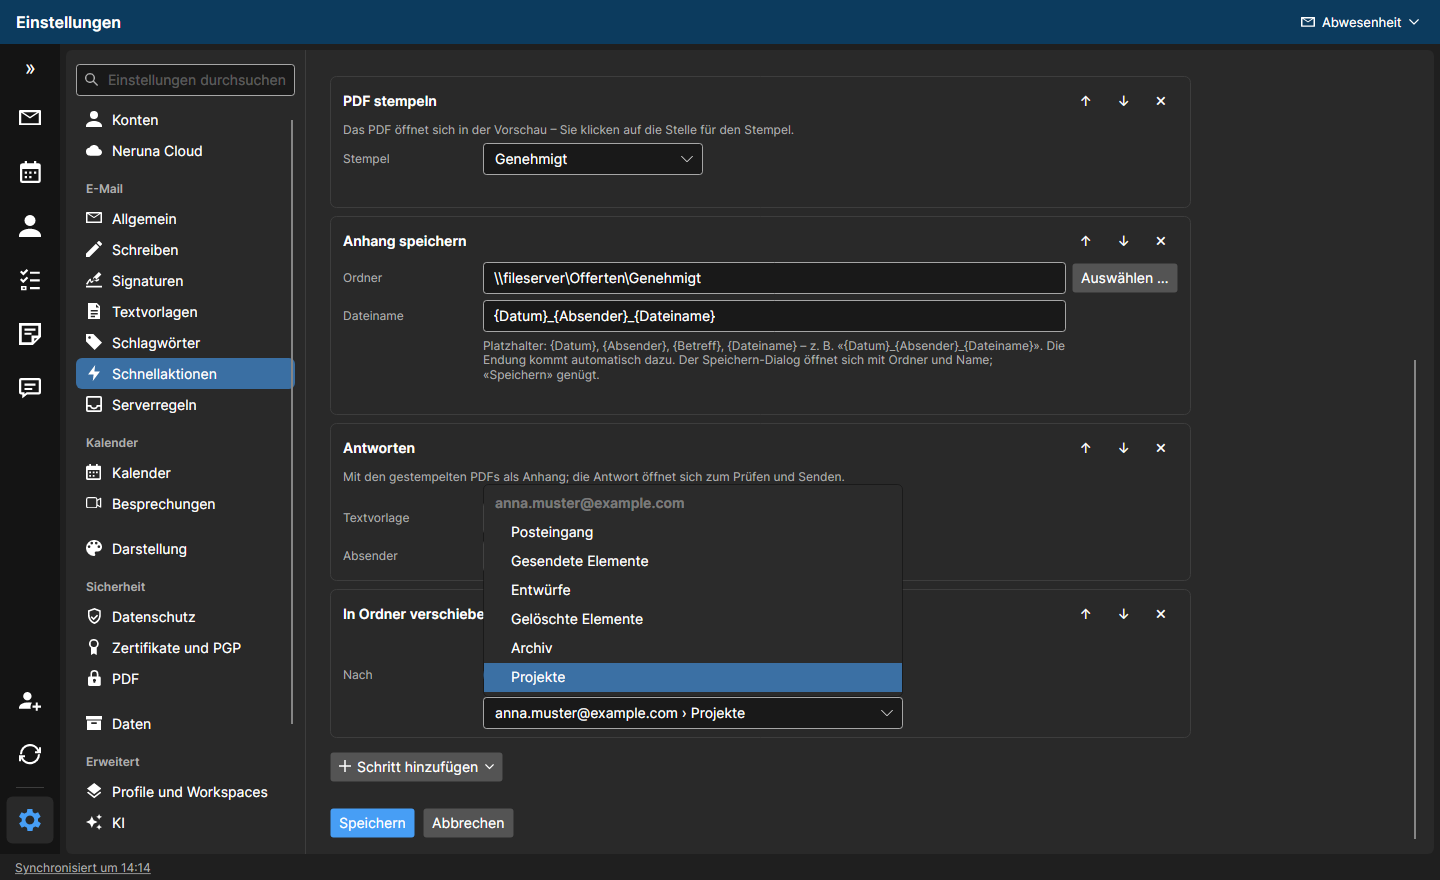 Einstellungen
Abwesenheit
Einstellungen durchsuchen
Konten
Neruna Cloud
E-Mail
Allgemein
Schreiben
Signaturen
Textvorlagen
Schlagwörter
Schnellaktionen
Serverregeln
Kalender
Kalender
Besprechungen
Darstellung
Sicherheit
Datenschutz
Zertifikate und PGP
PDF
Daten
Erweitert
Profile und Workspaces
KI
PDF stempeln
Das PDF öffnet sich in der Vorschau – Sie klicken auf die Stelle für den Stempel.
Stempel
Genehmigt
Anhang speichern
Ordner
\\fileserver\Offerten\Genehmigt
Auswählen ...
Dateiname
{Datum}_{Absender}_{Dateiname}
Platzhalter: {Datum}, {Absender}, {Betreff}, {Dateiname} – z. B. «{Datum}_{Absender}_{Dateiname}». Die
Endung kommt automatisch dazu. Der Speichern-Dialog öffnet sich mit Ordner und Name;
«Speichern» genügt.
Antworten
Mit den gestempelten PDFs als Anhang; die Antwort öffnet sich zum Prüfen und Senden.
Textvorlage
Absender
anna.muster@example.com
Posteingang
Gesendete Elemente
Entwürfe
Gelöschte Elemente
Archiv
Projekte
In Ordner verschiebe
Nach
anna.muster@example.com › Projekte
Schritt hinzufügen
Speichern
Abbrechen
Synchronisiert um 14:14